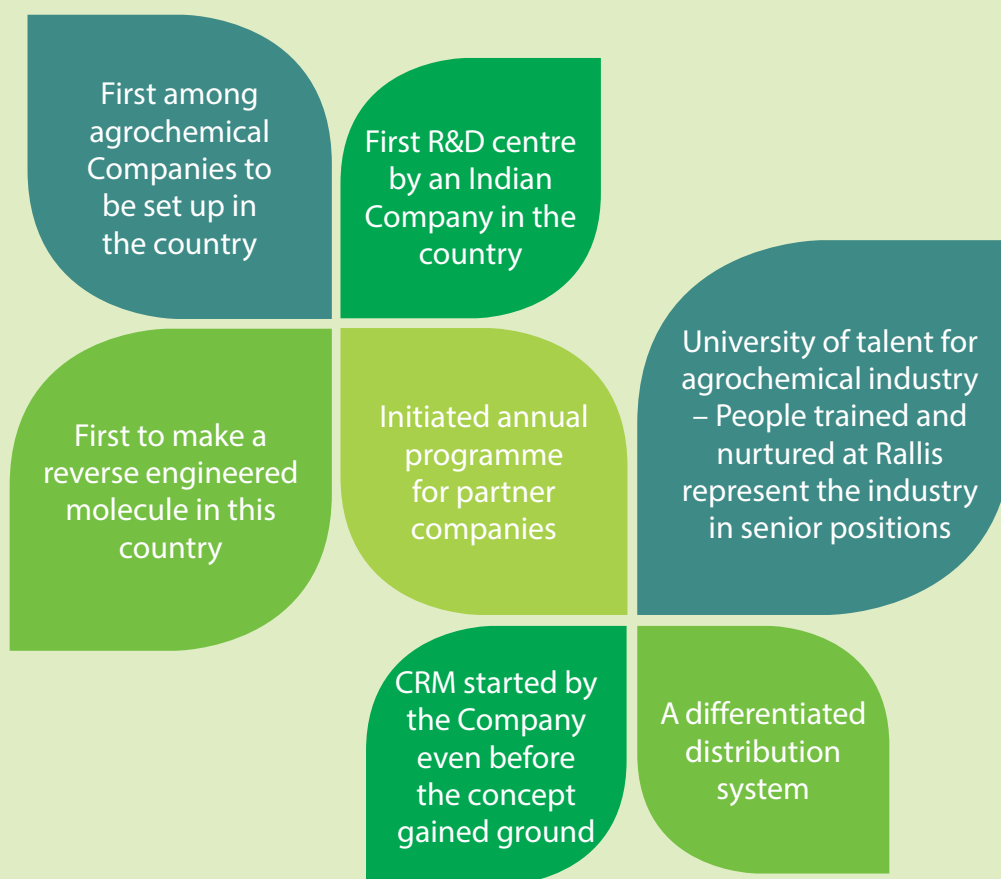 First among
agrochemical
Companies to
be set up in
the country
First R&D centre
by an Indian
Company in the
country
First to make a
reverse engineered
molecule in this
country
Initiated annual
programme
for partner
companies
University of talent for
agrochemical industry
– People trained and
nurtured at Rallis
represent the industry
in senior positions
CRM started by
the Company
even before
the concept
gained ground
A differentiated
distribution
system